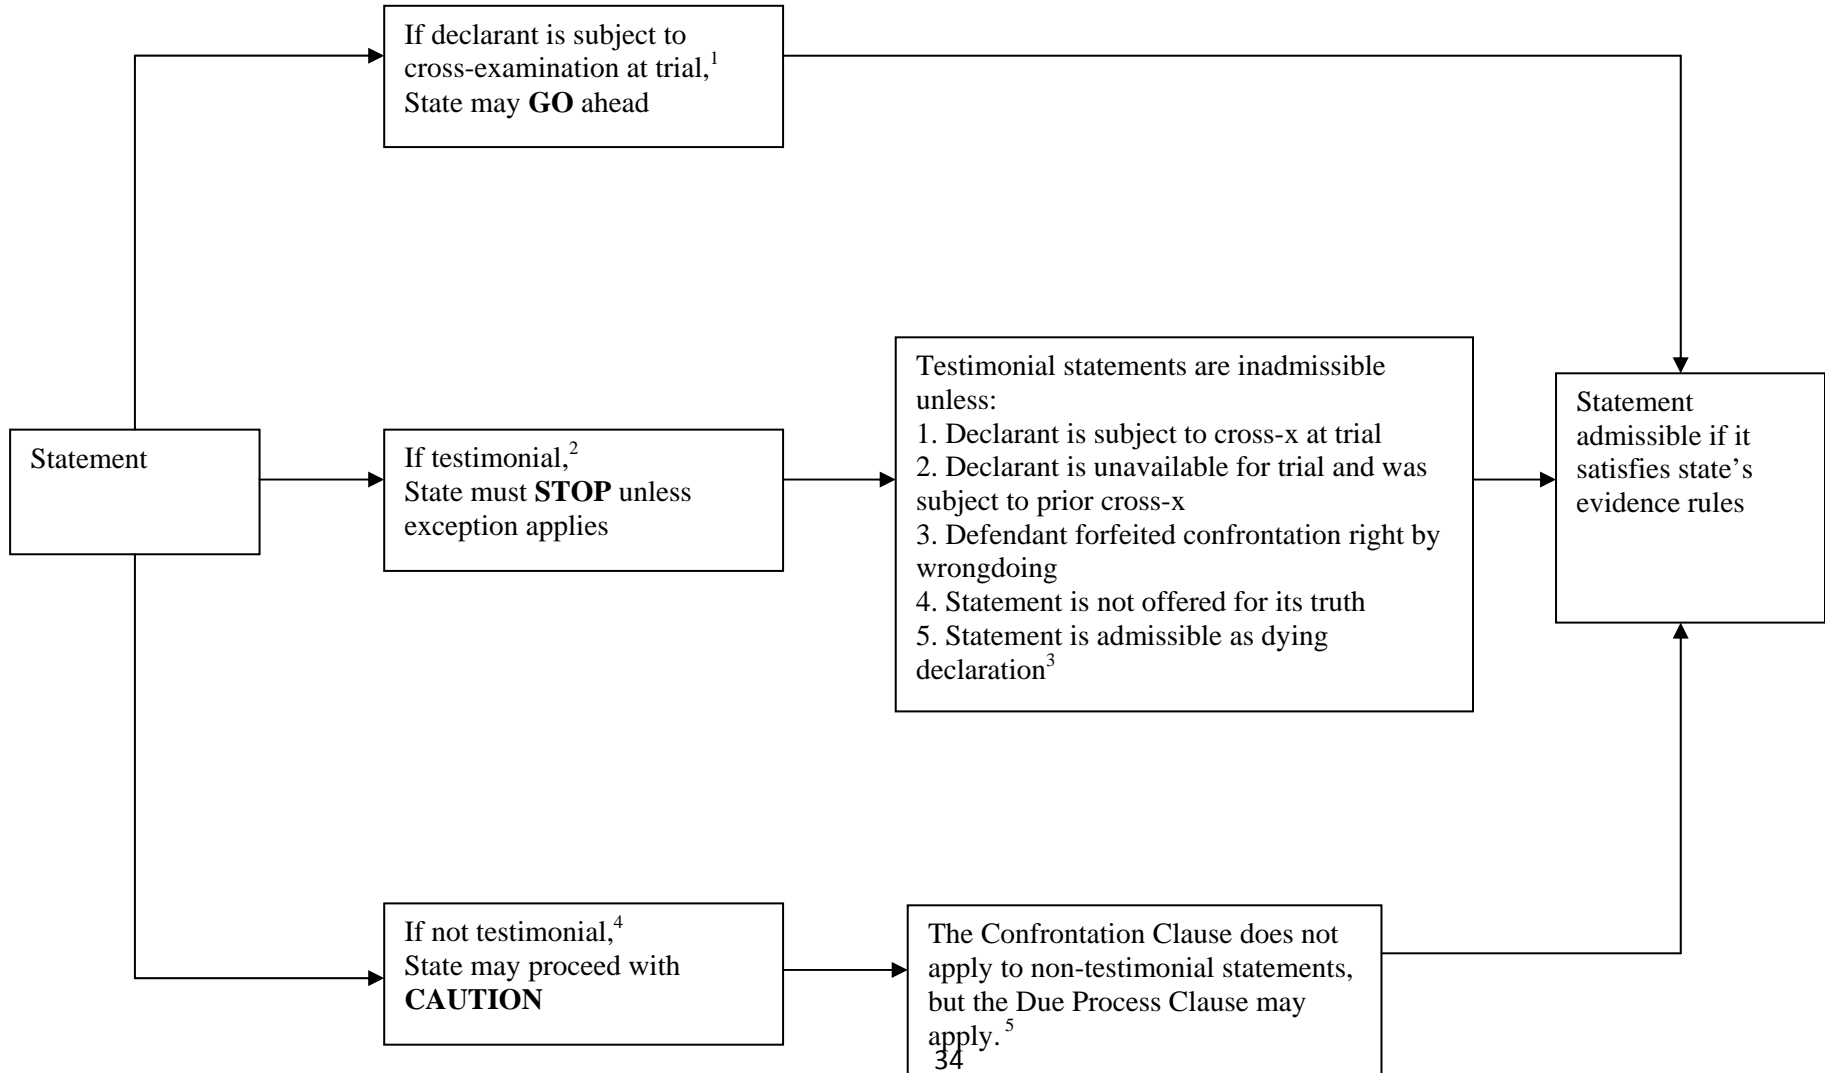 If declarant is subject to
cross-examination at trial,1
State may GO ahead
Statement
If testimonial,2
State must STOP unless
exception applies
Testimonial statements are inadmissible
unless:
1. Declarant is subject to cross-x at trial
2. Declarant is unavailable for trial and was
subject to prior cross-x
3. Defendant forfeited confrontation right by
wrongdoing
4. Statement is not offered for its truth
5. Statement is admissible as dying
declaration3
Statement
admissible if it
satisfies state’s
evidence rules
If not testimonial,4
State may proceed with
CAUTION
The Confrontation Clause does not
apply to non-testimonial statements,
but the Due Process Clause may
apply. 5
34